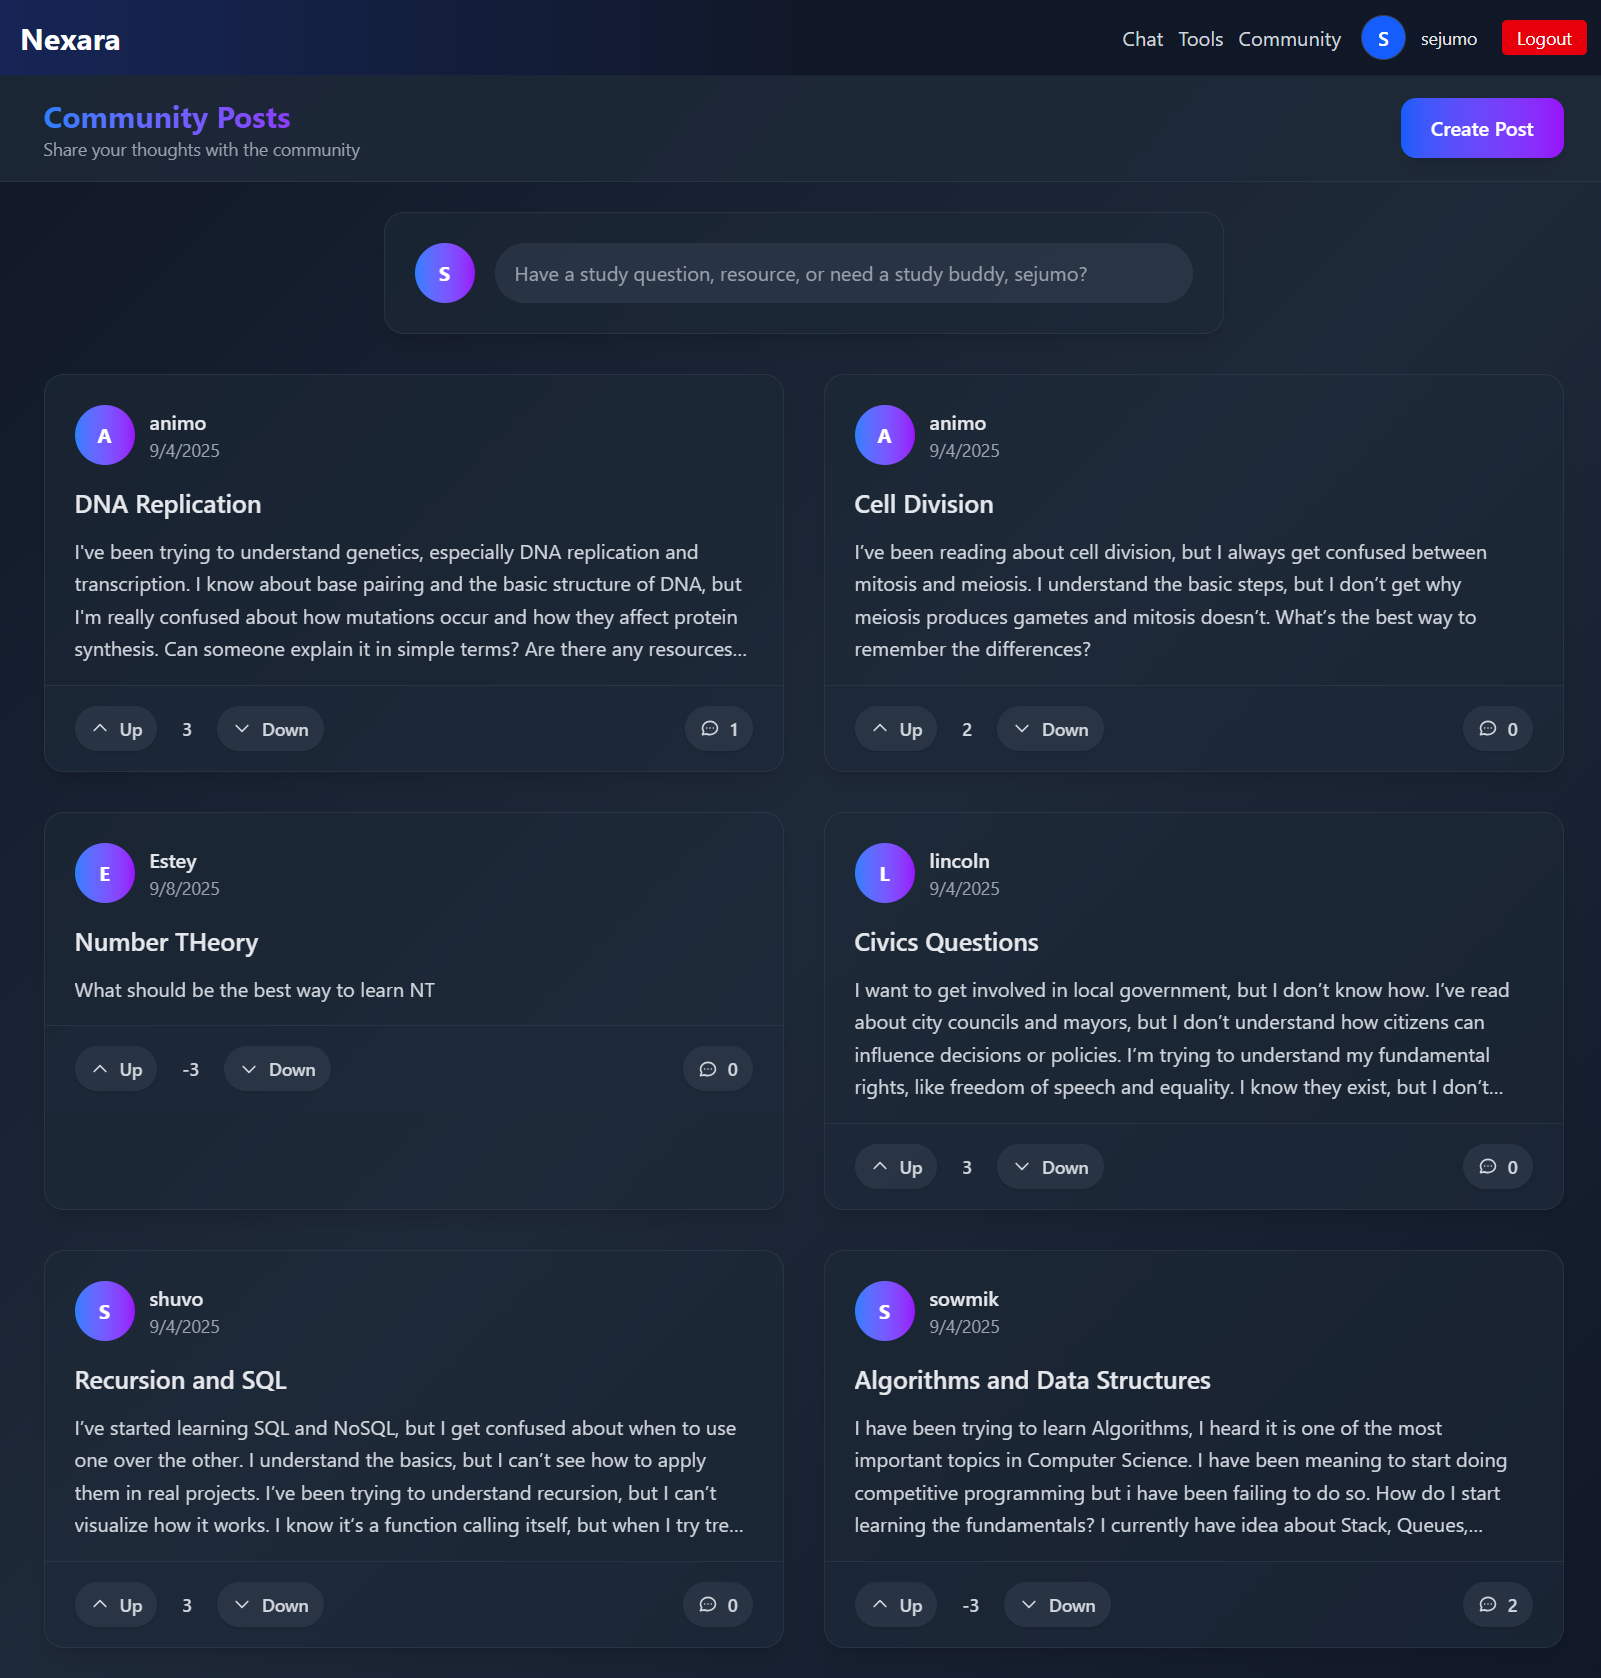 Nexara
Chat Tools Community S sejumo Logout
Community Posts
Share your thoughts with the community
Create Post
S Have a study question, resource, or need a study buddy, sejumo?
A animo
9/4/2025
DNA Replication
I've been trying to understand genetics, especially DNA replication and
transcription. I know about base pairing and the basic structure of DNA, but
I'm really confused about how mutations occur and how they affect protein
synthesis. Can someone explain it in simple terms? Are there any resources...
Up 3 Down 1
A animo
9/4/2025
Cell Division
I’ve been reading about cell division, but I always get confused between
mitosis and meiosis. I understand the basic steps, but I don’t get why
meiosis produces gametes and mitosis doesn’t. What’s the best way to
remember the differences?
Up 2 Down 0
E Estey
9/8/2025
Number THeory
What should be the best way to learn NT
Up -3 Down 0
L lincoln
9/4/2025
Civics Questions
I want to get involved in local government, but I don’t know how. I’ve read
about city councils and mayors, but I don’t understand how citizens can
influence decisions or policies. I’m trying to understand my fundamental
rights, like freedom of speech and equality. I know they exist, but I don’t...
Up 3 Down 0
S shuvo
9/4/2025
Recursion and SQL
I’ve started learning SQL and NoSQL, but I get confused about when to use
one over the other. I understand the basics, but I can’t see how to apply
them in real projects. I’ve been trying to understand recursion, but I can’t
visualize how it works. I know it’s a function calling itself, but when I try tre...
Up 3 Down 0
S sowmik
9/4/2025
Algorithms and Data Structures
I have been trying to learn Algorithms, I heard it is one of the most
important topics in Computer Science. I have been meaning to start doing
competitive programming but i have been failing to do so. How do I start
learning the fundamentals? I currently have idea about Stack, Queues,...
Up -3 Down 2